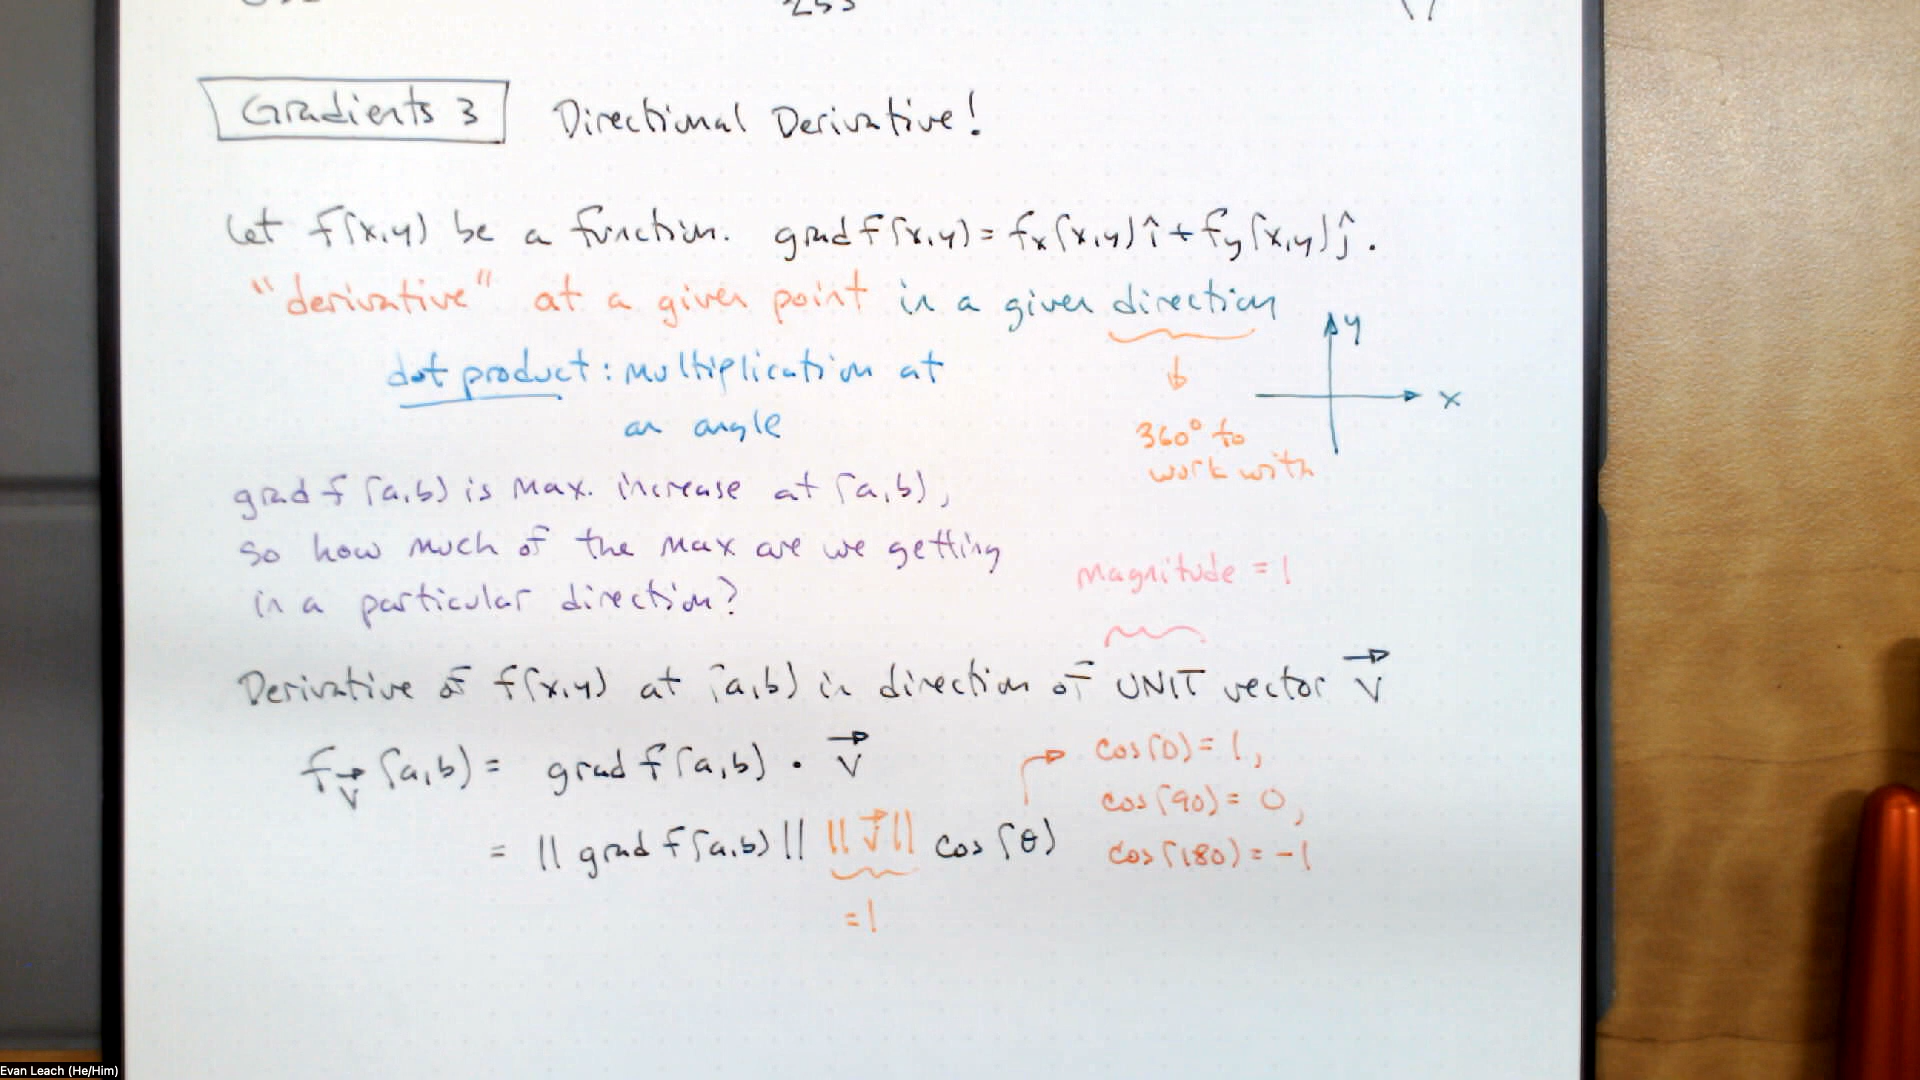 253
17
Gradients 3 Directional Derivative!
Let f(x,y) be a function. grad f(x,y) = fx(x,y) î + fy(x,y) ĵ.
"derivative" at a given point in a given direction
y
x
dot product: multiplication at
an angle
360° to
work with
grad f (a,b) is max. increase at (a,b),
so how much of the max are we getting
in a particular direction?
magnitude = 1
Derivative of f(x,y) at (a,b) in direction of UNIT vector v⃗
f_v⃗ (a,b) = grad f(a,b) · v⃗
cos(0) = 1,
cos(90) = 0,
= || grad f(a,b) || ||v⃗|| cos(θ)
cos(180) = -1
=1
Evan Leach (He/Him)